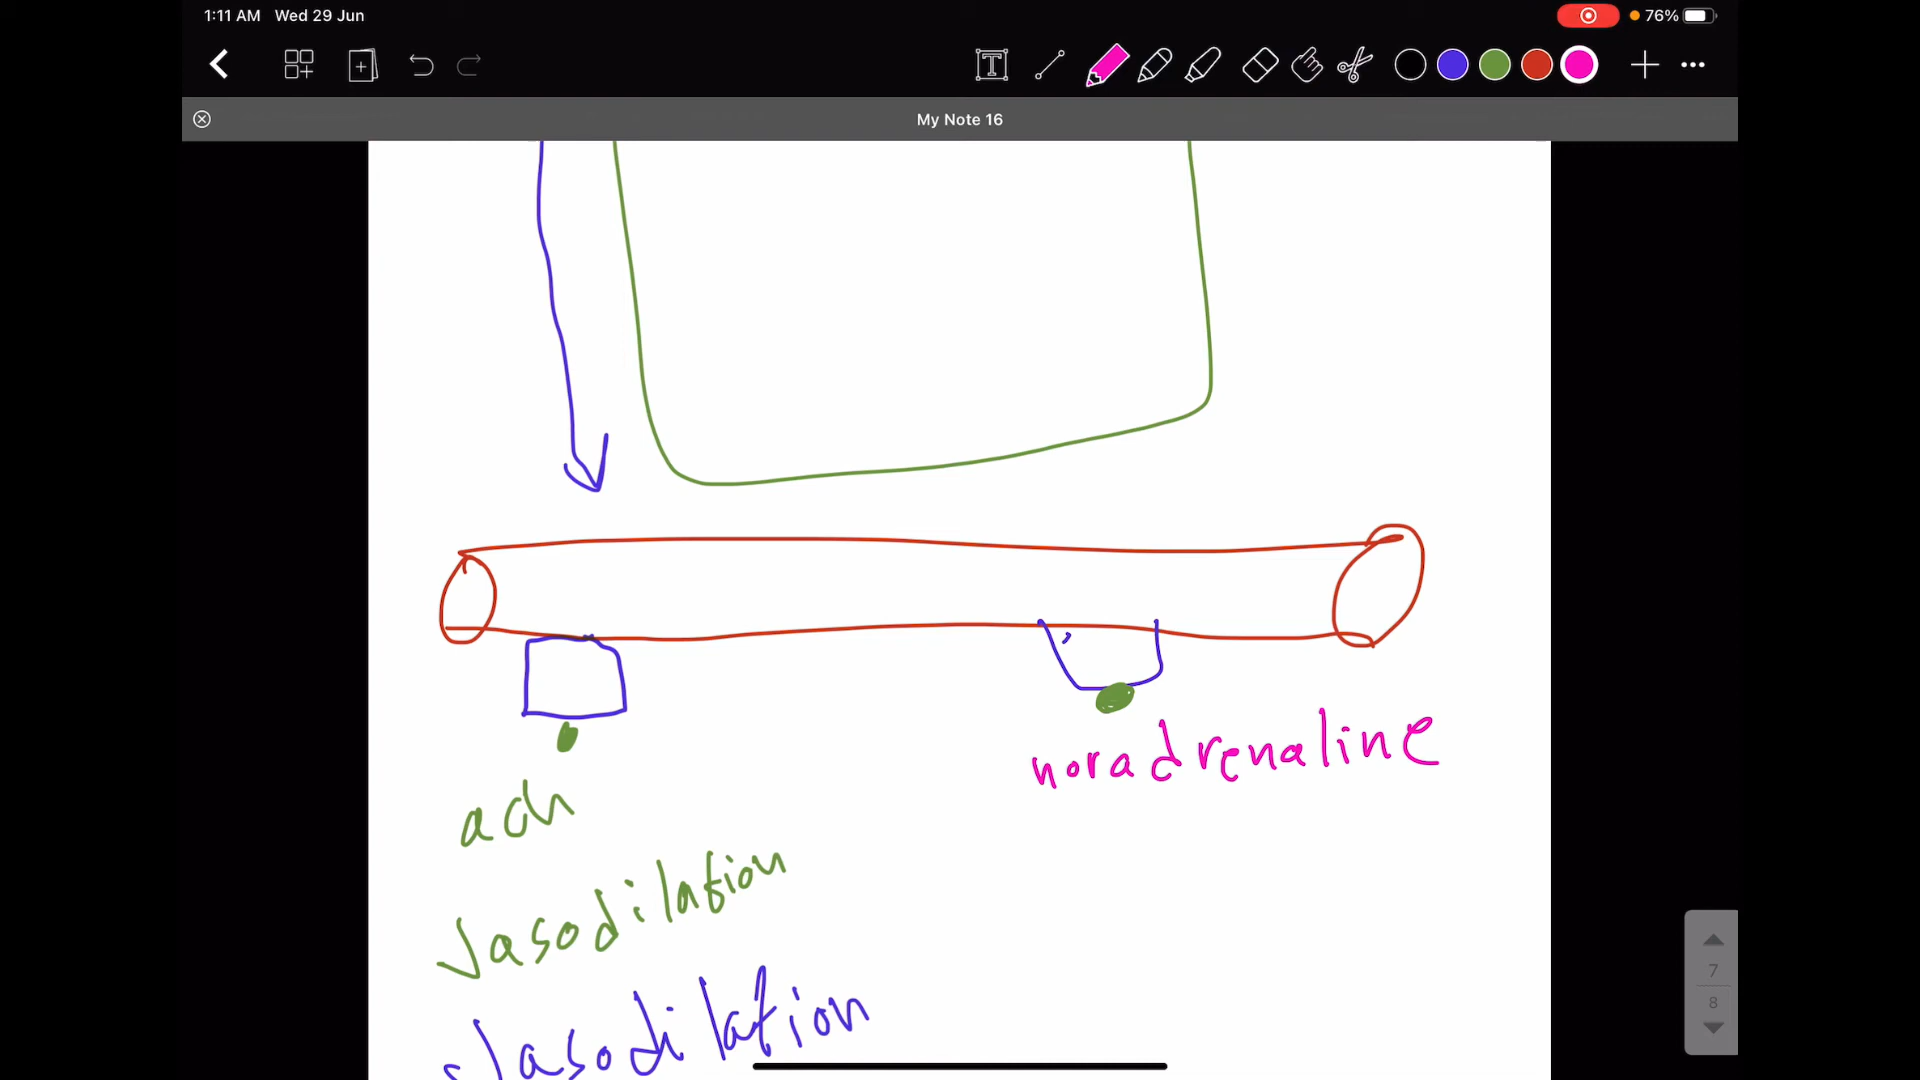 1:11 AM Wed 29 Jun
76%
T
My Note 16
noradrenaline
ach
Vasodilation
Vasodilation
7
8